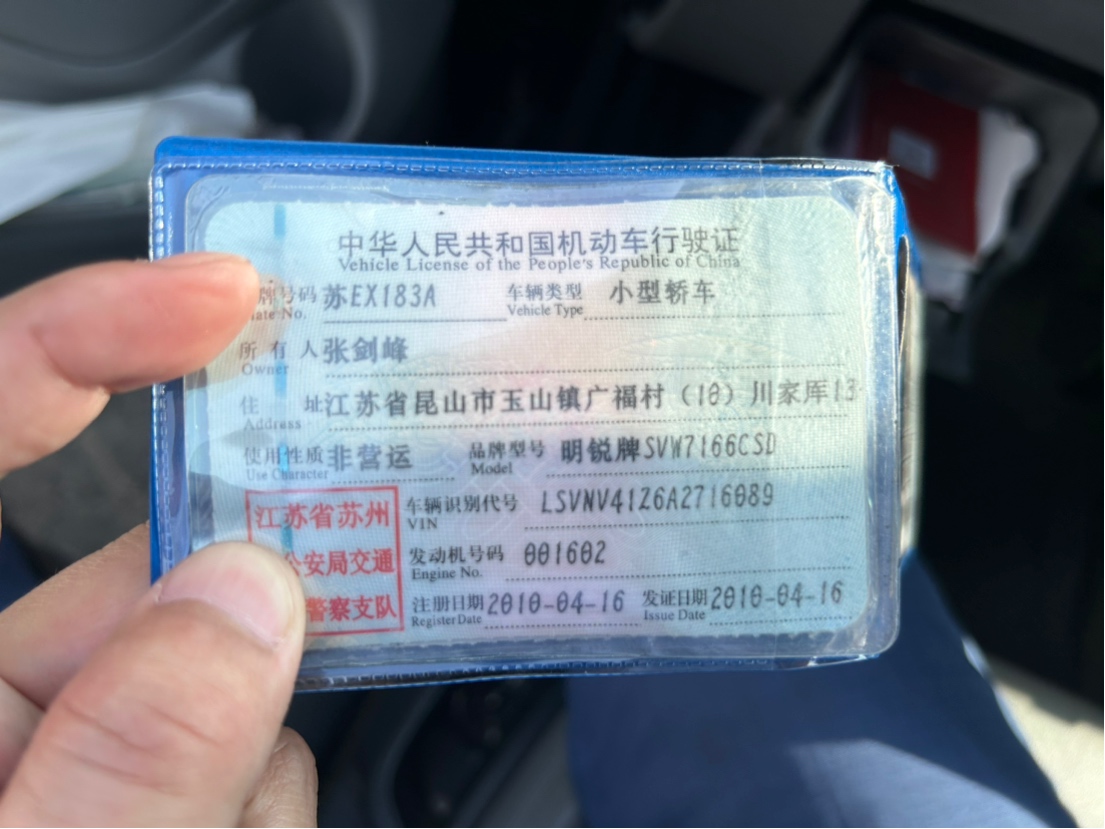 中华人民共和国机动车行驶证
Vehicle License of the People's Republic of China
牌号码 苏EX183A 车辆类型 小型轿车
ate No. Vehicle Type
所有人 张剑峰
Owner
住址 江苏省昆山市玉山镇广福村（10）川家厍13
Address
使用性质 非营运 品牌型号 明锐牌SVW7166CSD
Use Character Model
江苏省苏州
公安局交通
警察支队
车辆识别代号 LSVNV4126A2716089
VIN
发动机号码 001602
Engine No.
注册日期 2010-04-16 发证日期 2010-04-16
Register Date Issue Date